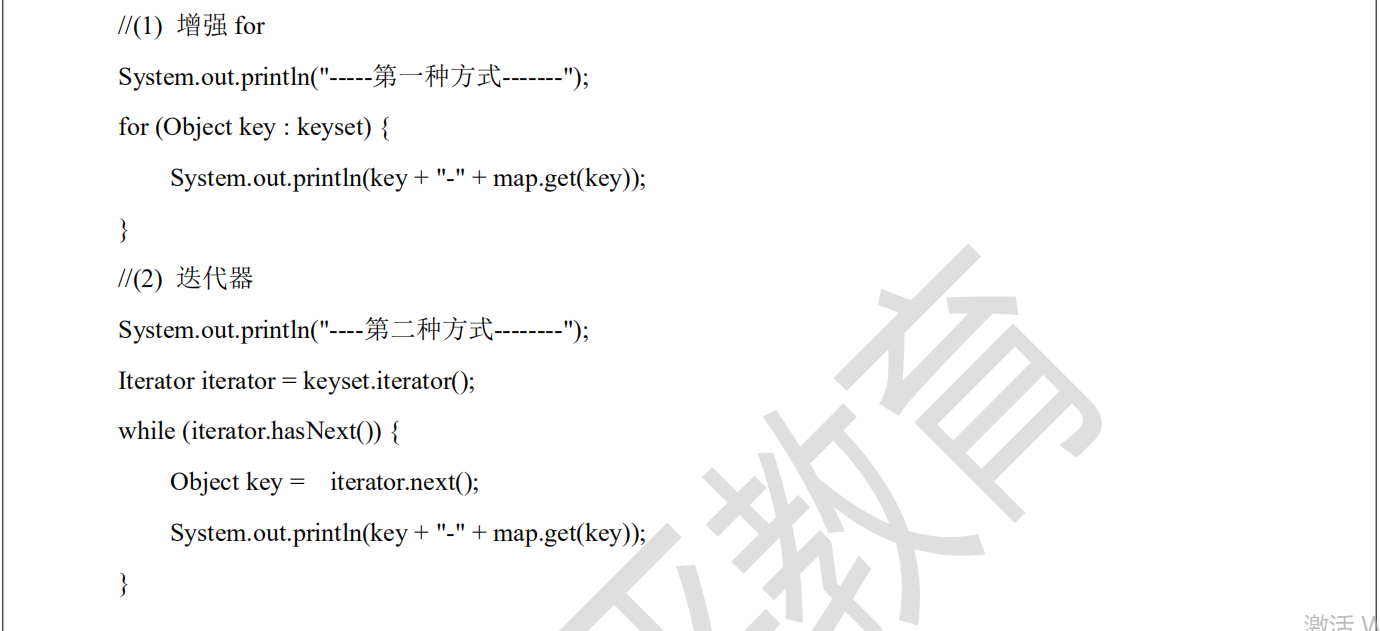 //(1) 增强 for
System.out.println("-----第一种方式-------");
for (Object key : keyset) {
System.out.println(key + "-" + map.get(key));
}
//(2) 迭代器
System.out.println("----第二种方式--------");
Iterator iterator = keyset.iterator();
while (iterator.hasNext()) {
Object key = iterator.next();
System.out.println(key + "-" + map.get(key));
}
教育
激活 W